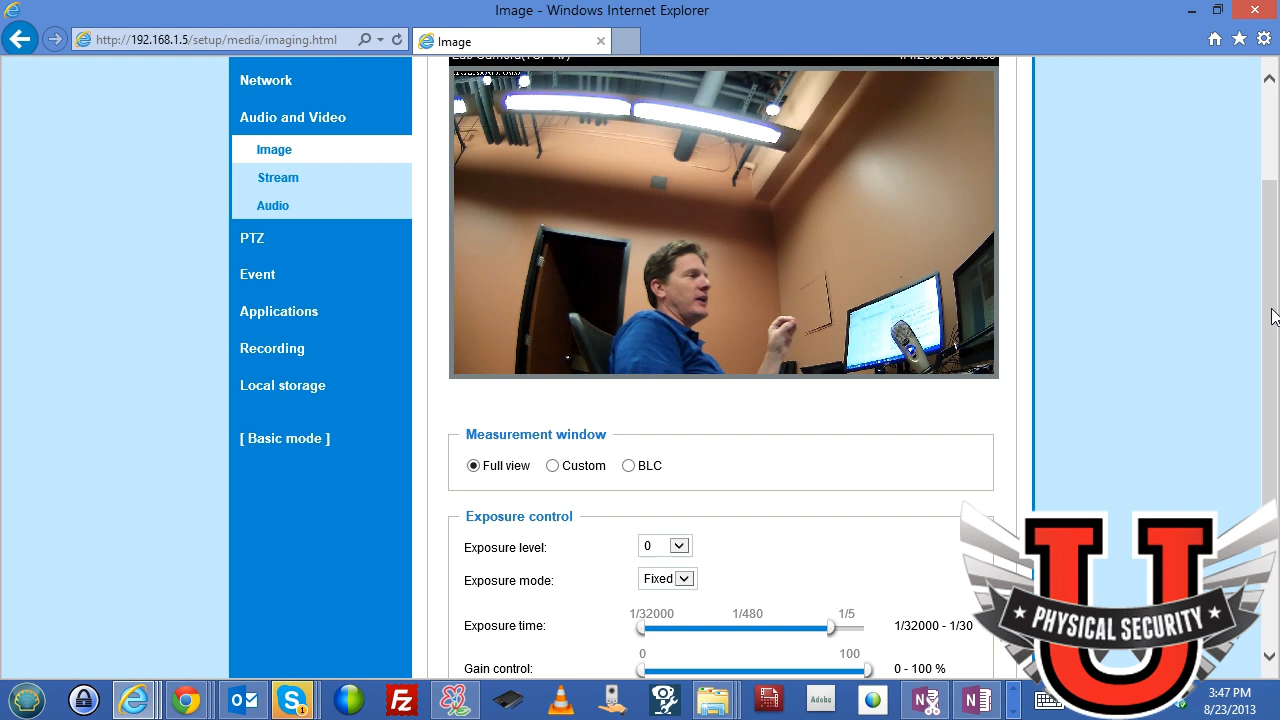 Image - Windows Internet Explorer
http://192.168.1.5/setup/media/imaging.html
Image
Network
Audio and Video
Image
Stream
Audio
PTZ
Event
Applications
Recording
Local storage
[ Basic mode ]
Measurement window
Full view Custom BLC
Exposure control
Exposure level: 0
Exposure mode: Fixed
1/32000 1/480 1/5
Exposure time: 1/32000 - 1/30
0 100
Gain control: 0 - 100 %
U
PHYSICAL SECURITY
Adobe
3:47 PM
8/23/2013